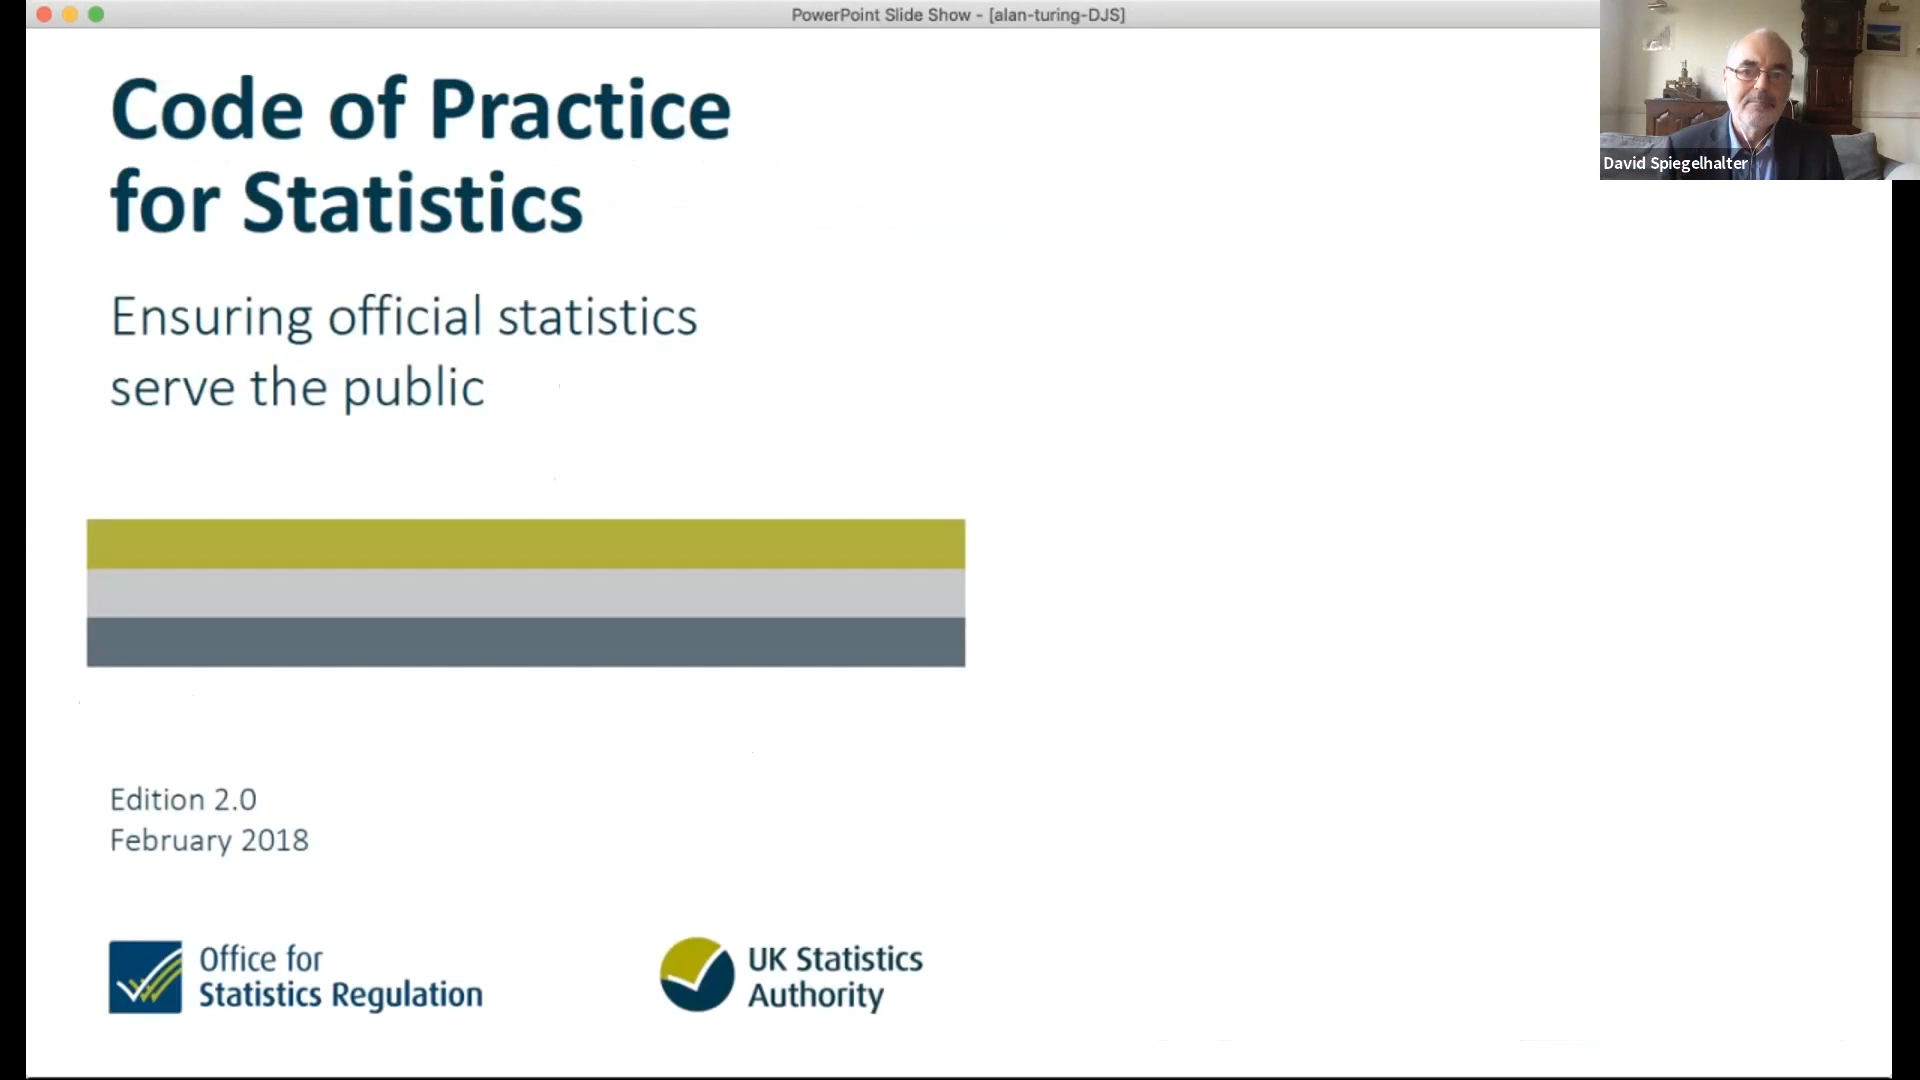 PowerPoint Slide Show - [alan-turing-DJS]
Code of Practice
for Statistics
Ensuring official statistics
serve the public
Edition 2.0
February 2018
Office for
Statistics Regulation
UK Statistics
Authority
David Spiegelhalter